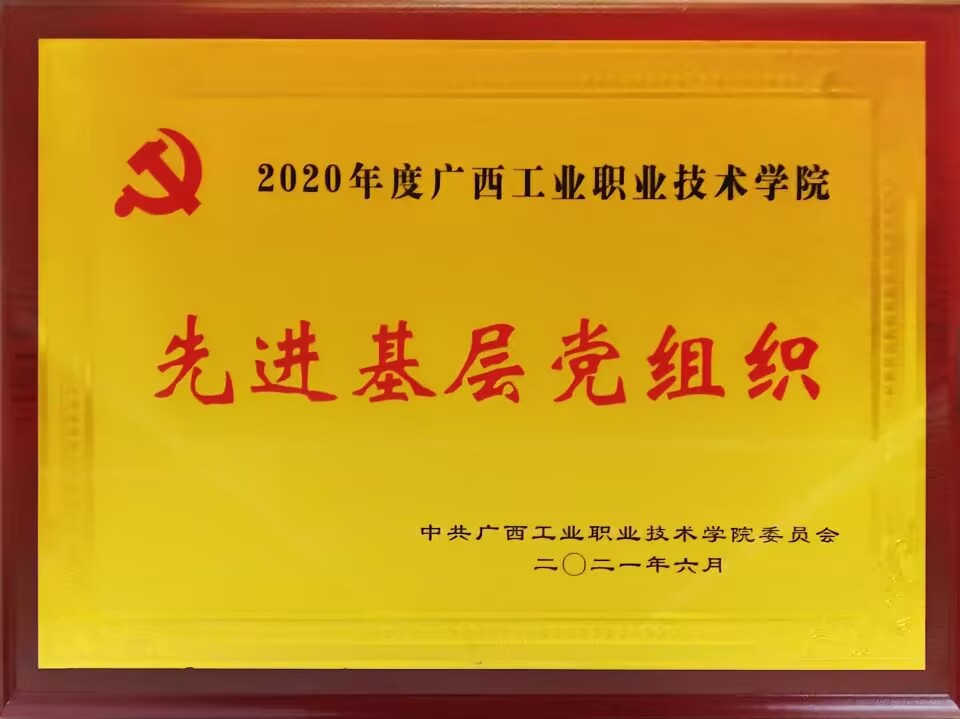 2020年度广西工业职业技术学院
先进基层党组织
中共广西工业职业技术学院委员会
二〇二一年六月